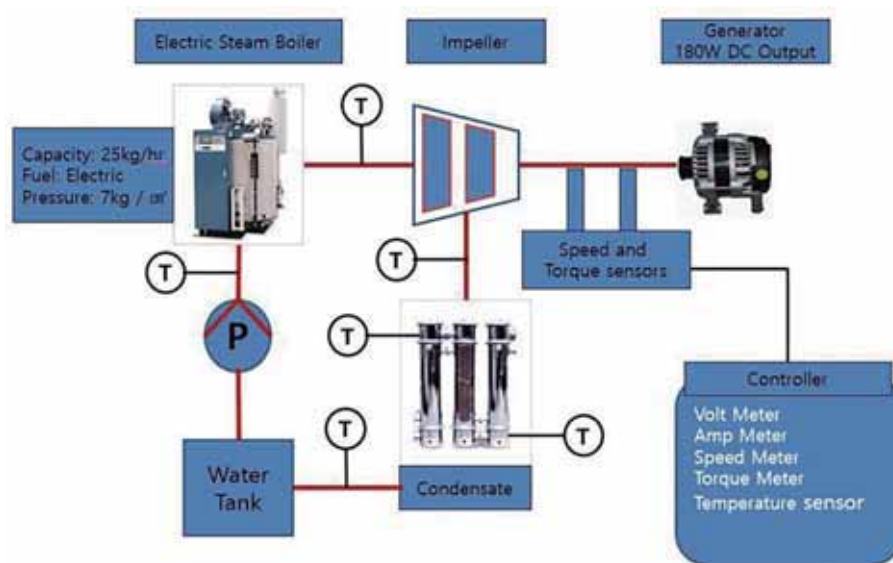 Electric Steam Boiler
Impeller
Generator
180W DC Output
Capacity: 25kg/hr
Fuel: Electric
Pressure: 7kg / ㎠
T
T
T
T
T
T
P
Speed and
Torque sensors
Water
Tank
Condensate
Controller
Volt Meter
Amp Meter
Speed Meter
Torque Meter
Temperature sensor